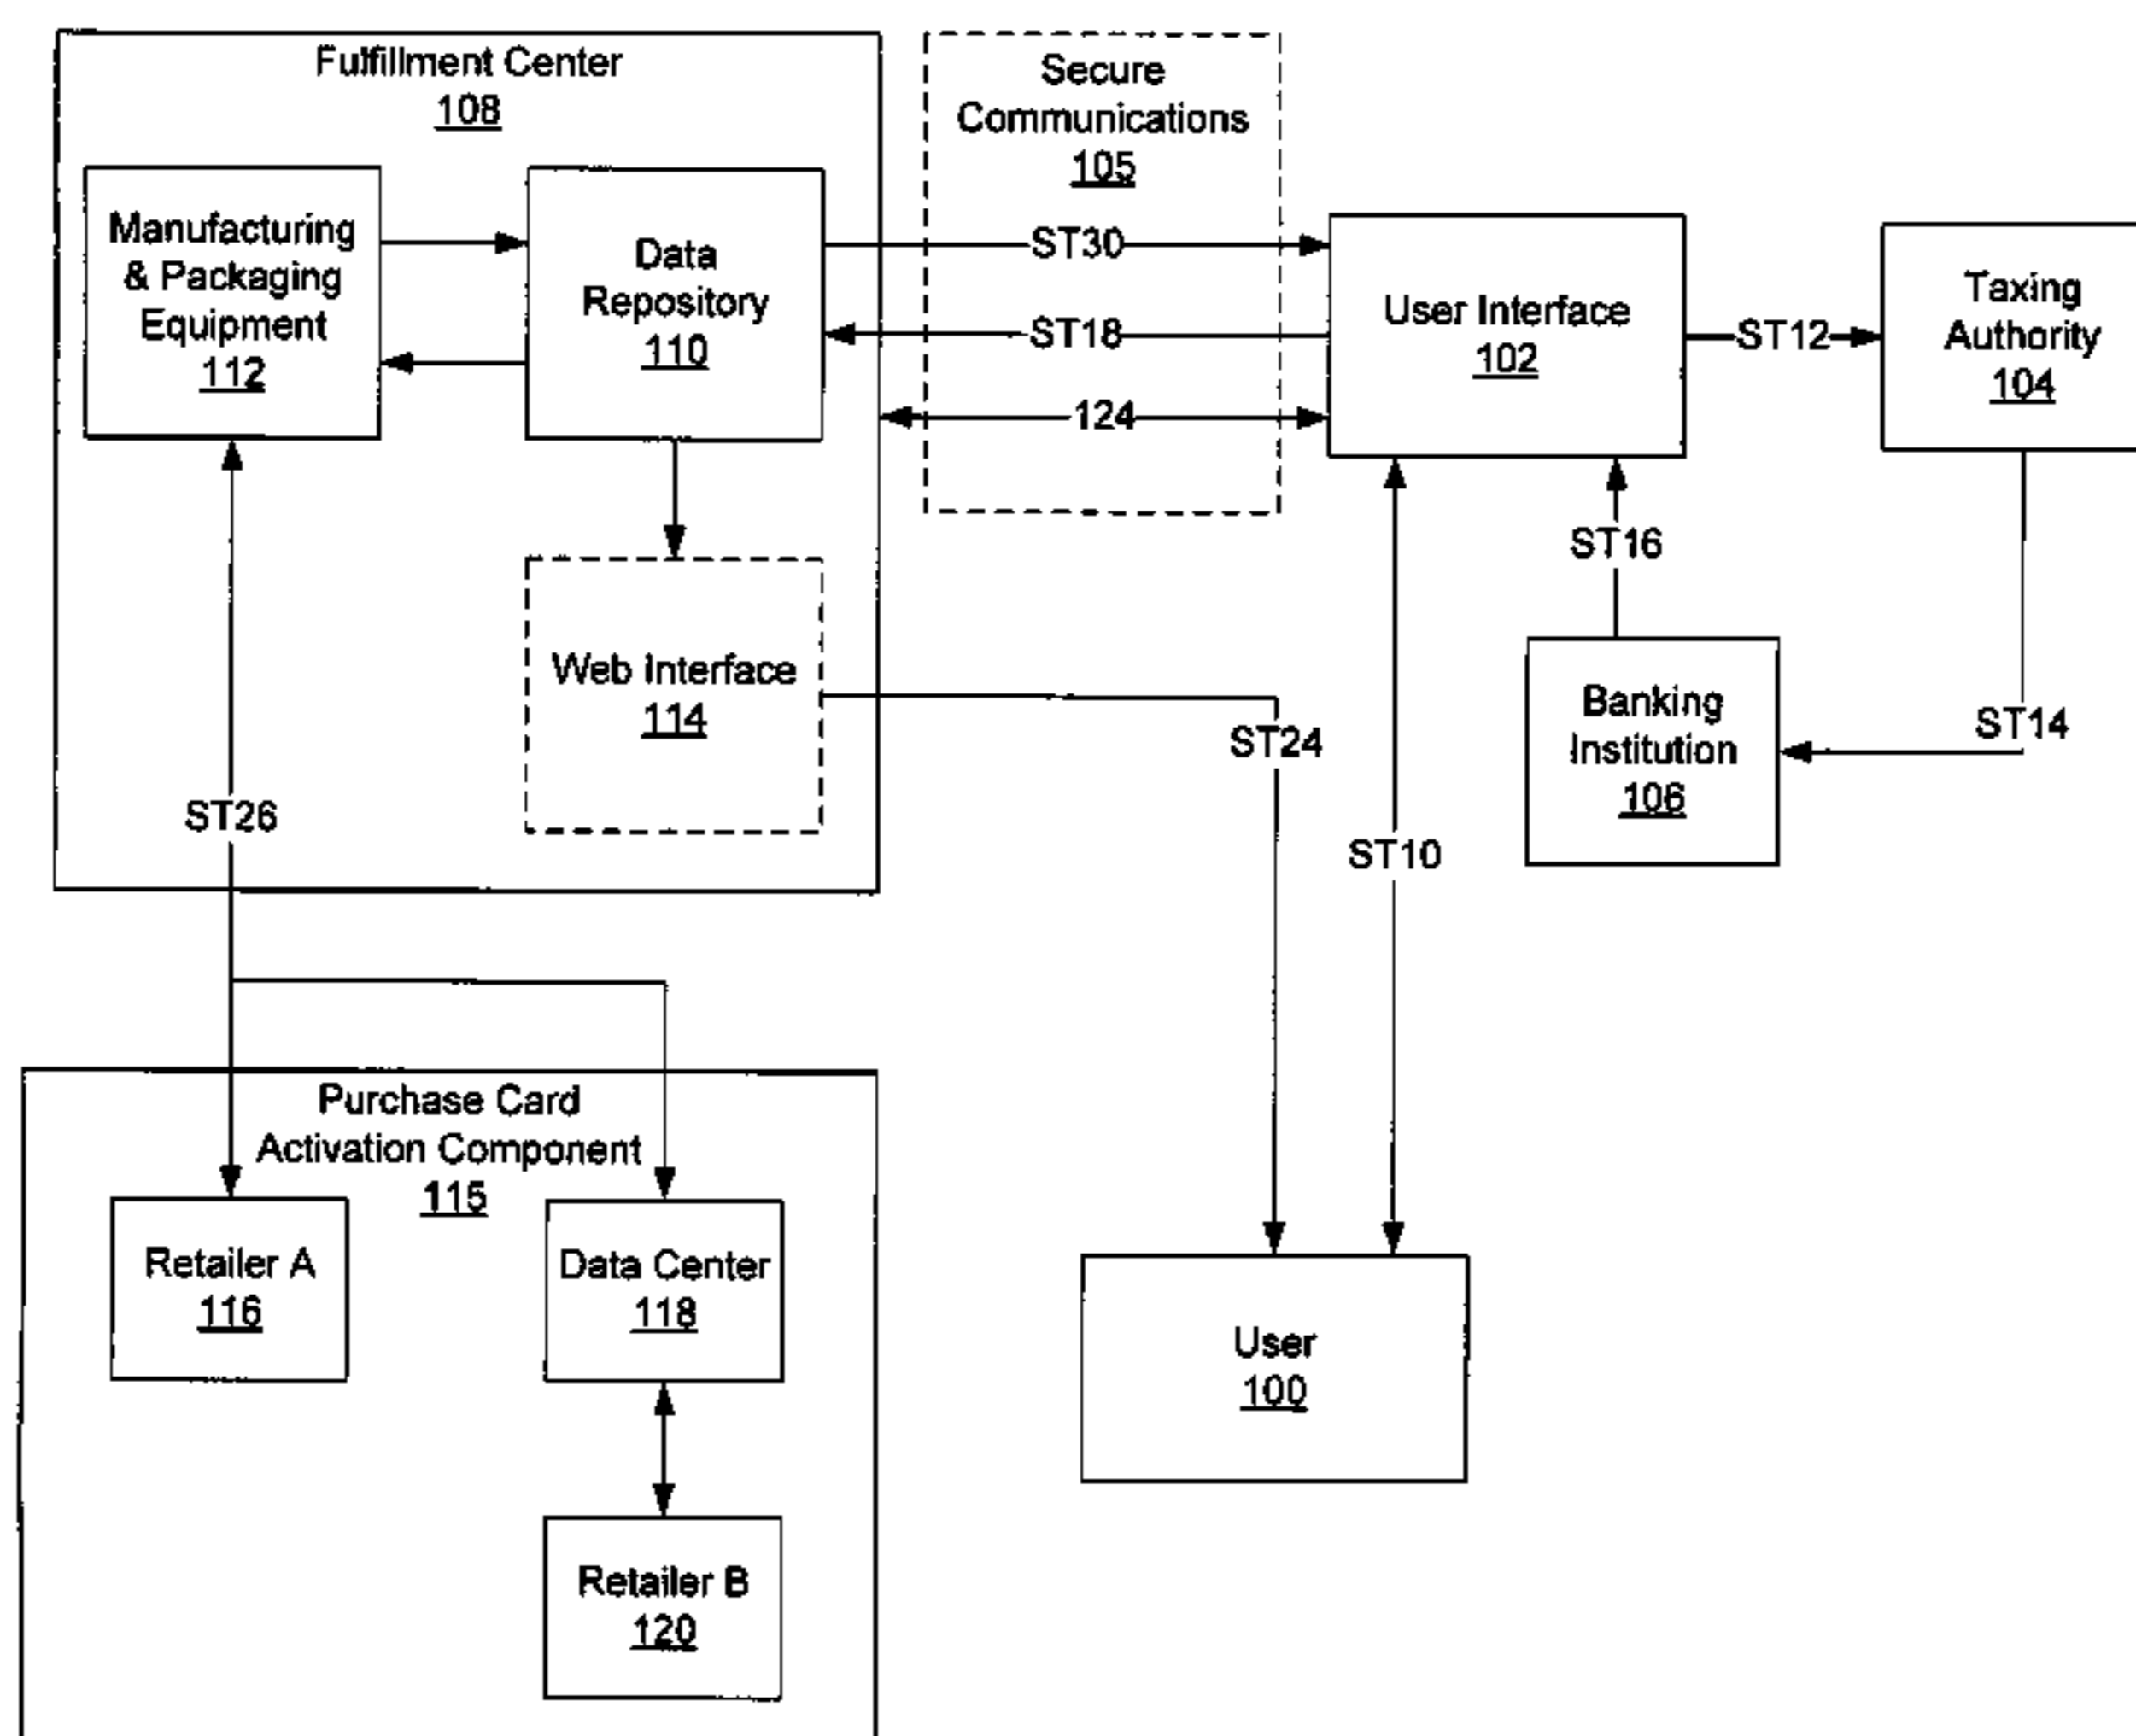 Fulfillment Center
108
Secure
Communications
105
Manufacturing
& Packaging
Equipment
112
Data
Repository
110
ST30
ST18
124
User Interface
102
ST12
Taxing
Authority
104
ST16
Web Interface
114
ST24
Banking
Institution
106
ST14
ST26
ST10
Purchase Card
Activation Component
115
Retailer A
116
Data Center
118
User
100
Retailer B
120